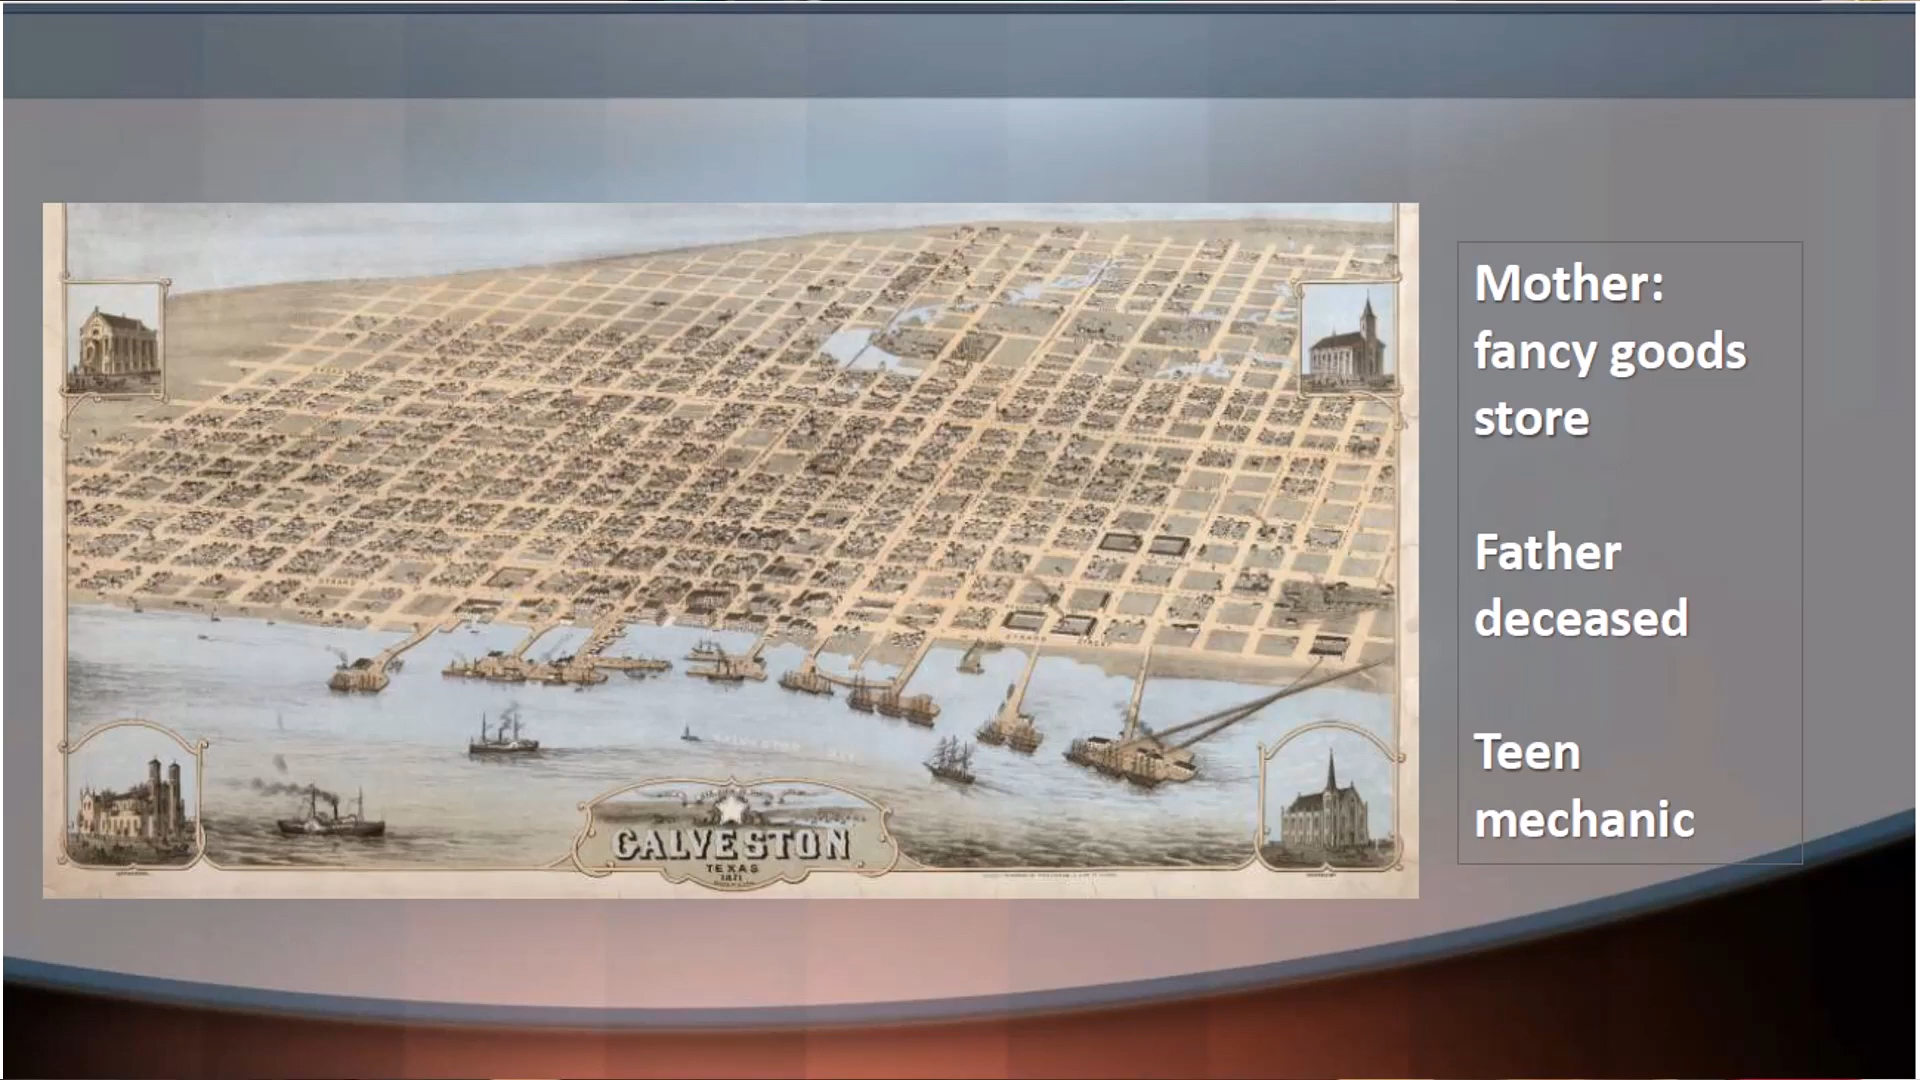 GALVESTON
TEXAS
1871
Mother:
fancy goods
store
Father
deceased
Teen
mechanic